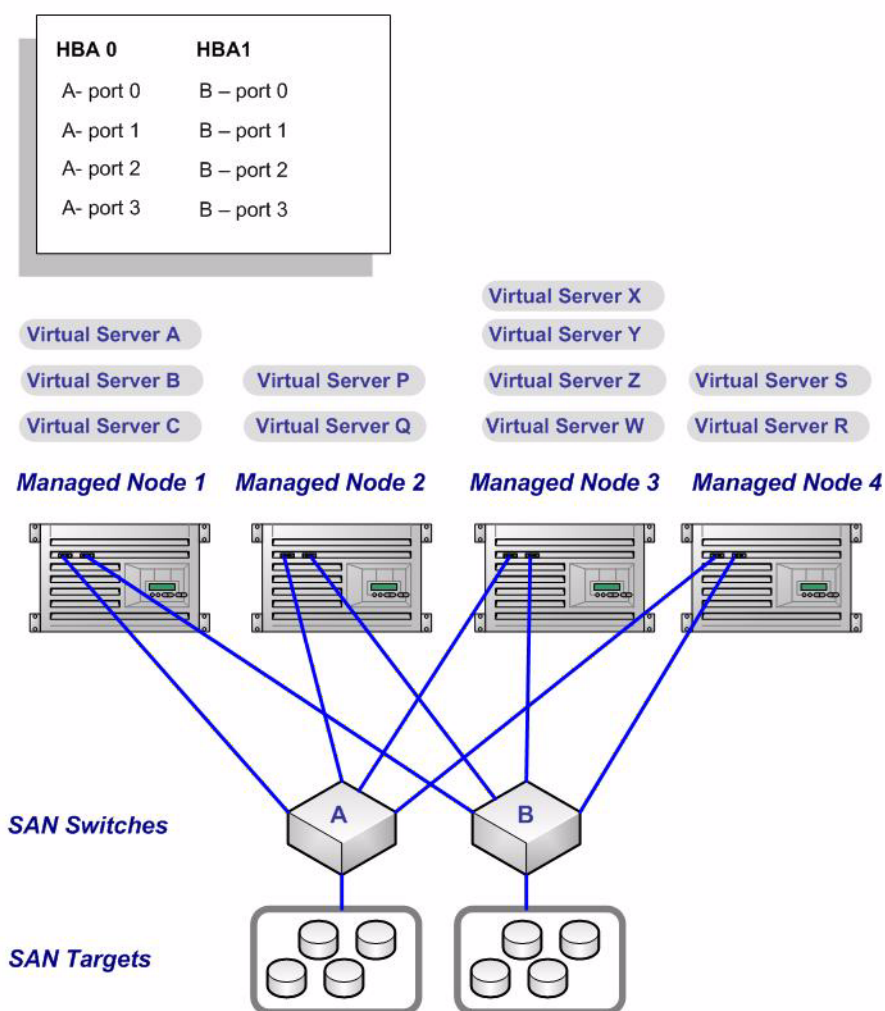 HBA 0 HBA1
A- port 0 B – port 0
A- port 1 B – port 1
A- port 2 B – port 2
A- port 3 B – port 3
Virtual Server X
Virtual Server A Virtual Server Y
Virtual Server B Virtual Server P Virtual Server Z Virtual Server S
Virtual Server C Virtual Server Q Virtual Server W Virtual Server R
Managed Node 1 Managed Node 2 Managed Node 3 Managed Node 4
SAN Switches A B
SAN Targets